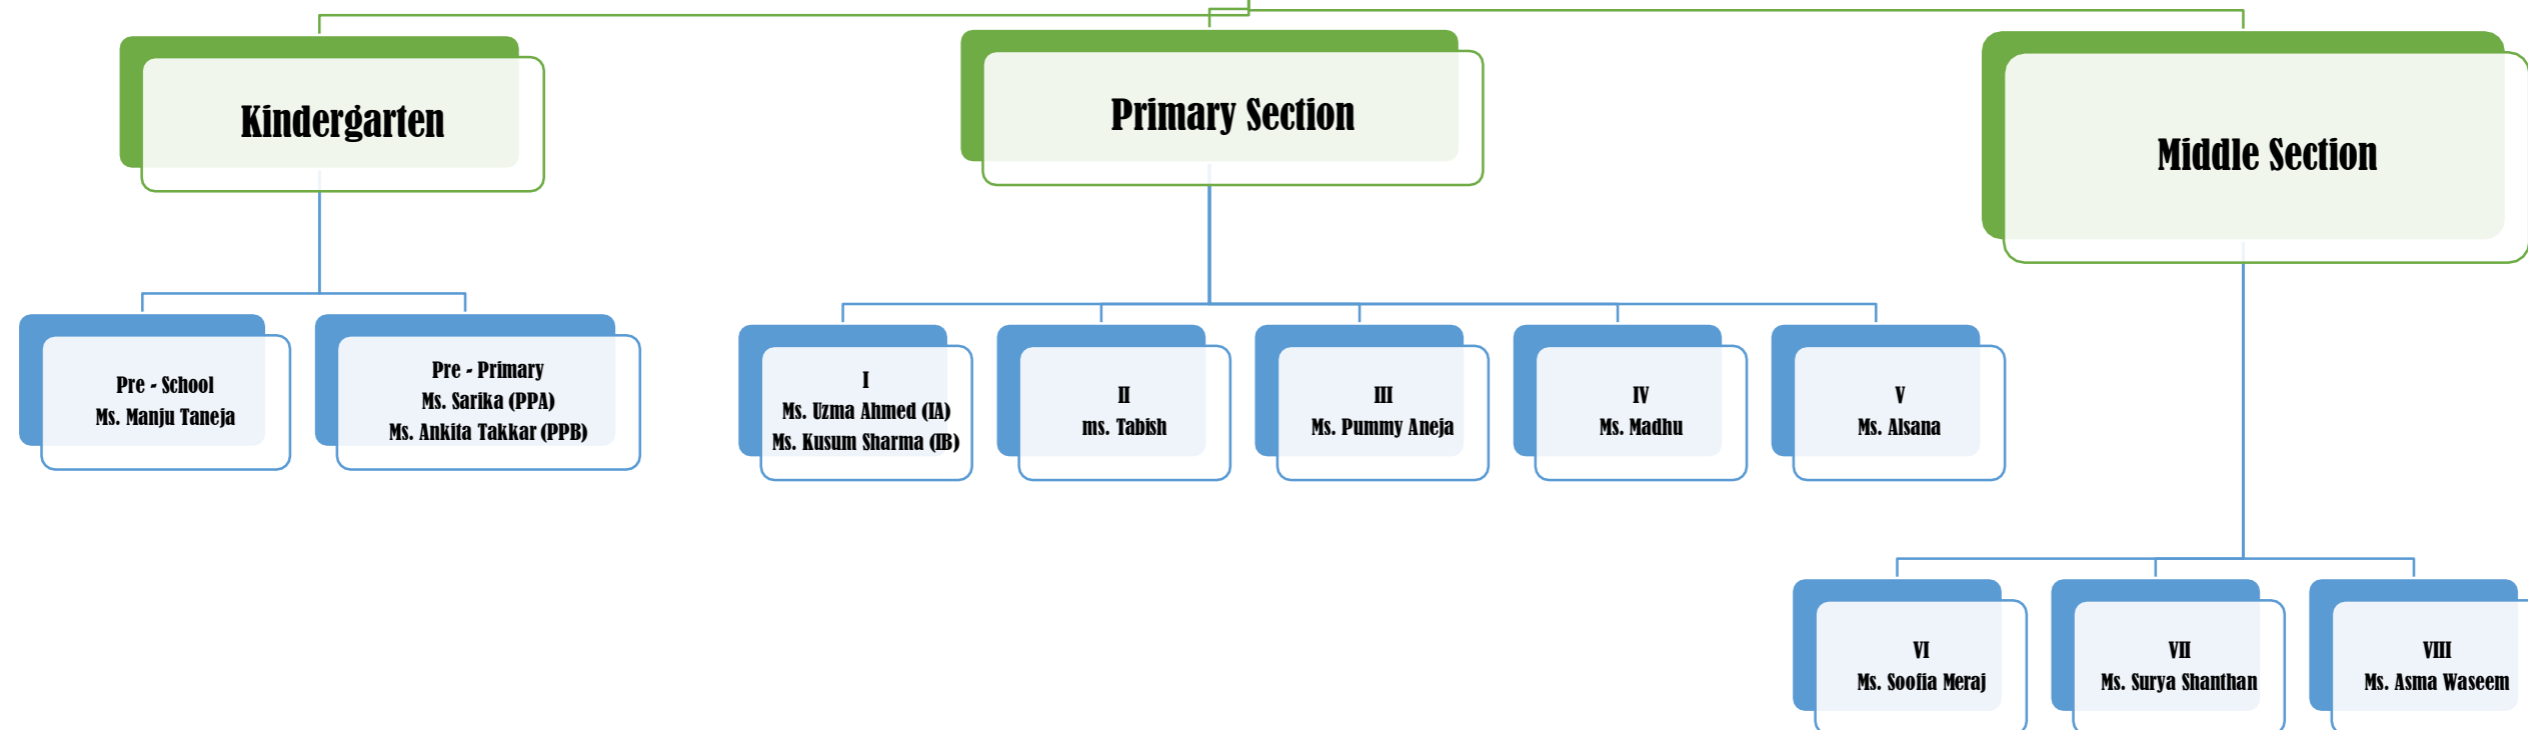 Kindergarten
Primary Section
Middle Section
Pre - School
Ms. Manju Taneja
Pre - Primary
Ms. Sarika (PPA)
Ms. Ankita Takkar (PPB)
I
Ms. Uzma Ahmed (IA)
Ms. Kusum Sharma (IB)
II
ms. Tabish
III
Ms. Pummy Aneja
IV
Ms. Madhu
V
Ms. Alsana
VI
Ms. Soofia Meraj
VII
Ms. Surya Shanthan
VIII
Ms. Asma Waseem